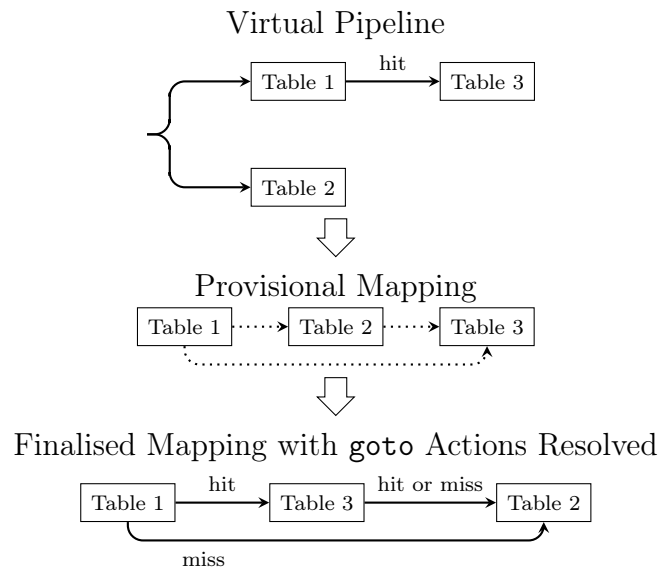 Virtual Pipeline
hit
Table 1
Table 3
Table 2
Provisional Mapping
Table 1
Table 2
Table 3
Finalised Mapping with goto Actions Resolved
hit
hit or miss
Table 1
Table 3
Table 2
miss